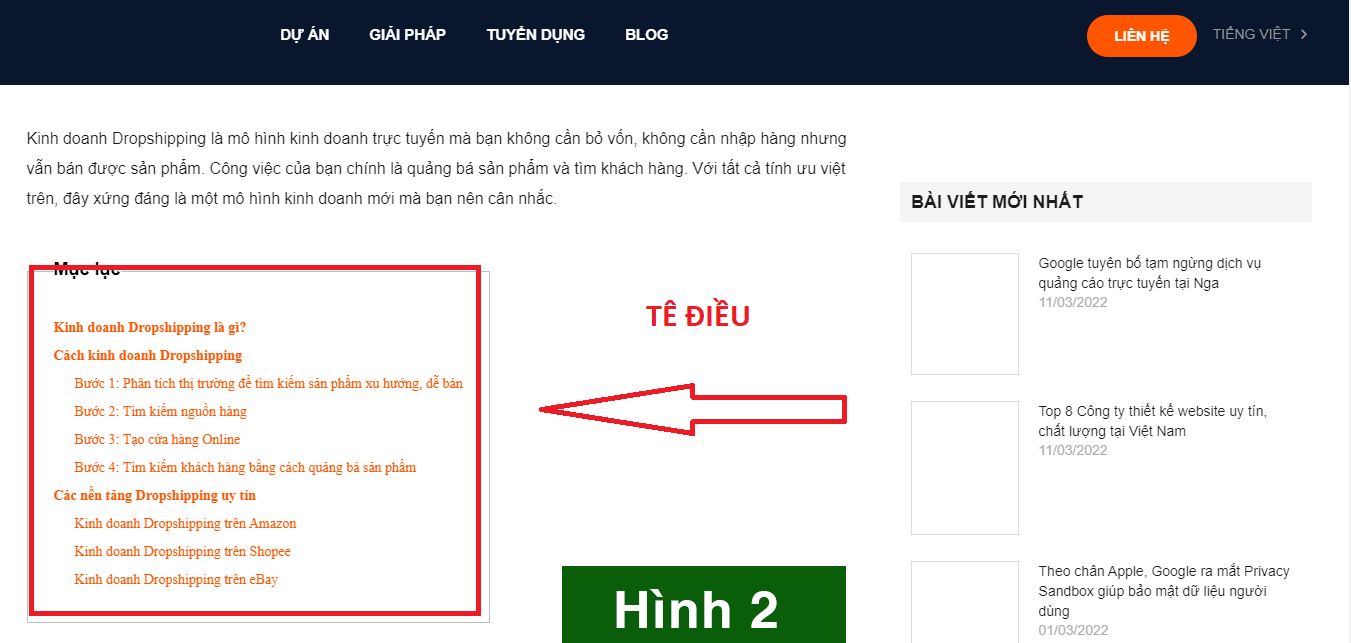 DỰ ÁN GIẢI PHÁP TUYỂN DỤNG BLOG LIÊN HỆ TIẾNG VIỆT
Kinh doanh Dropshipping là mô hình kinh doanh trực tuyến mà bạn không cần bỏ vốn, không cần nhập hàng nhưng
vẫn bán được sản phẩm. Công việc của bạn chính là quảng bá sản phẩm và tìm khách hàng. Với tất cả tính ưu việt
trên, đây xứng đáng là một mô hình kinh doanh mới mà bạn nên cân nhắc.
Mục lục
Kinh doanh Dropshipping là gì?
Cách kinh doanh Dropshipping
Bước 1: Phân tích thị trường để tìm kiếm sản phẩm xu hướng, dễ bán
Bước 2: Tìm kiếm nguồn hàng
Bước 3: Tạo cửa hàng Online
Bước 4: Tìm kiếm khách hàng bằng cách quảng bá sản phẩm
Các nền tảng Dropshipping uy tín
Kinh doanh Dropshipping trên Amazon
Kinh doanh Dropshipping trên Shopee
Kinh doanh Dropshipping trên eBay
TÊ ĐIỀU
Hình 2
BÀI VIẾT MỚI NHẤT
Google tuyên bố tạm ngừng dịch vụ
quảng cáo trực tuyến tại Nga
11/03/2022
Top 8 Công ty thiết kế website uy tín,
chất lượng tại Việt Nam
11/03/2022
Theo chân Apple, Google ra mắt Privacy
Sandbox giúp bảo mật dữ liệu người
dùng
01/03/2022